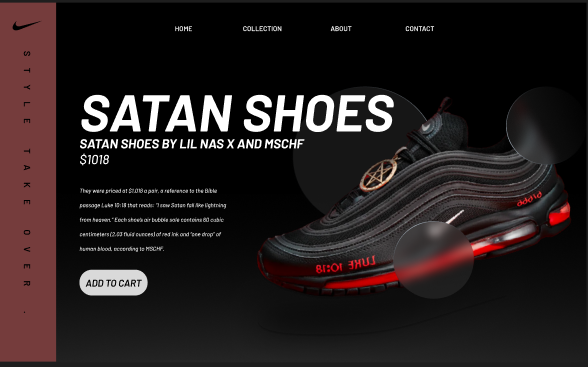 HOME COLLECTION ABOUT CONTACT
STYLE TAKE OVER.
SATAN SHOES
SATAN SHOES BY LIL NAS X AND MSCHF
$1018
They were priced at $1,018 a pair, a reference to the Bible
passage Luke 10:18 that reads: "I saw Satan fall like lightning
from heaven." Each shoe's air bubble sole contains 60 cubic
centimeters (2.03 fluid ounces) of red ink and "one drop" of
human blood, according to MSCHF.
ADD TO CART
LUKE 10:18